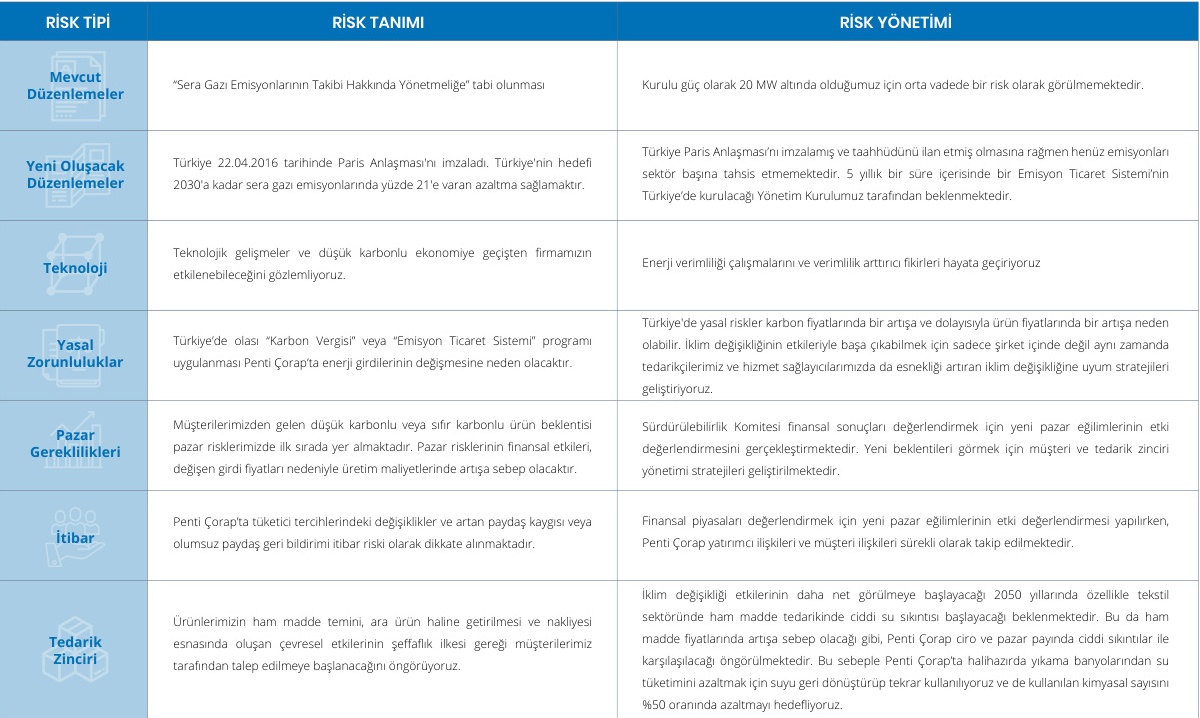 RİSK TİPİ
RİSK TANIMI
RİSK YÖNETİMİ
Mevcut
Düzenlemeler
“Sera Gazı Emisyonlarının Takibi Hakkında Yönetmeliğe” tabi olunması
Kurulu güç olarak 20 MW altında olduğumuz için orta vadede bir risk olarak görülmemektedir.
Yeni Oluşacak
Düzenlemeler
Türkiye 22.04.2016 tarihinde Paris Anlaşması'nı imzaladı. Türkiye'nin hedefi
2030'a kadar sera gazı emisyonlarında yüzde 21'e varan azaltma sağlamaktır.
Türkiye Paris Anlaşması’nı imzalamış ve taahhüdünü ilan etmiş olmasına rağmen henüz emisyonları
sektör başına tahsis etmemektedir. 5 yıllık bir süre içerisinde bir Emisyon Ticaret Sistemi’nin
Türkiye’de kurulacağı Yönetim Kurulumuz tarafından beklenmektedir.
Teknoloji
Teknolojik gelişmeler ve düşük karbonlu ekonomiye geçişten firmamızın
etkilenebileceğini gözlemliyoruz.
Enerji verimliliği çalışmalarını ve verimlilik arttırıcı fikirleri hayata geçiriyoruz
Yasal
Zorunluluklar
Türkiye’de olası “Karbon Vergisi” veya “Emisyon Ticaret Sistemi” programı
uygulanması Penti Çorap’ta enerji girdilerinin değişmesine neden olacaktır.
Türkiye'de yasal riskler karbon fiyatlarında bir artışa ve dolayısıyla ürün fiyatlarında bir artışa neden
olabilir. İklim değişikliğinin etkileriyle başa çıkabilmek için sadece şirket içinde değil aynı zamanda
tedarikçilerimiz ve hizmet sağlayıcılarımızda da esnekliği artıran iklim değişikliğine uyum stratejileri
geliştiriyoruz.
Pazar
Gereklilikleri
Müşterilerimizden gelen düşük karbonlu veya sıfır karbonlu ürün beklentisi
pazar risklerimizde ilk sırada yer almaktadır. Pazar risklerinin finansal etkileri,
değişen girdi fiyatları nedeniyle üretim maliyetlerinde artışa sebep olacaktır.
Sürdürülebilirlik Komitesi finansal sonuçları değerlendirmek için yeni pazar eğilimlerinin etki
değerlendirmesini gerçekleştirmektedir. Yeni beklentileri görmek için müşteri ve tedarik zinciri
yönetimi stratejileri geliştirilmektedir.
İtibar
Penti Çorap’ta tüketici tercihlerindeki değişiklikler ve artan paydaş kaygısı veya
olumsuz paydaş geri bildirimi itibar riski olarak dikkate alınmaktadır.
Finansal piyasaları değerlendirmek için yeni pazar eğilimlerinin etki değerlendirmesi yapılırken,
Penti Çorap yatırımcı ilişkileri ve müşteri ilişkileri sürekli olarak takip edilmektedir.
Tedarik
Zinciri
Ürünlerimizin ham madde temini, ara ürün haline getirilmesi ve nakliyesi
esnasında oluşan çevresel etkilerinin şeffaflık ilkesi gereği müşterilerimiz
tarafından talep edilmeye başlanacağını öngörüyoruz.
İklim değişikliği etkilerinin daha net görülmeye başlayacağı 2050 yıllarında özellikle tekstil
sektöründe ham madde tedarikinde ciddi su sıkıntısı başlayacağı beklenmektedir. Bu da ham
madde fiyatlarında artışa sebep olacağı gibi, Penti Çorap ciro ve pazar payında ciddi sıkıntılar ile
karşılaşılacağı öngörülmektedir. Bu sebeple Penti Çorap’ta halihazırda yıkama banyolarından su
tüketimini azaltmak için suyu geri dönüştürüp tekrar kullanılıyoruz ve de kullanılan kimyasal sayısını
%50 oranında azaltmayı hedefliyoruz.